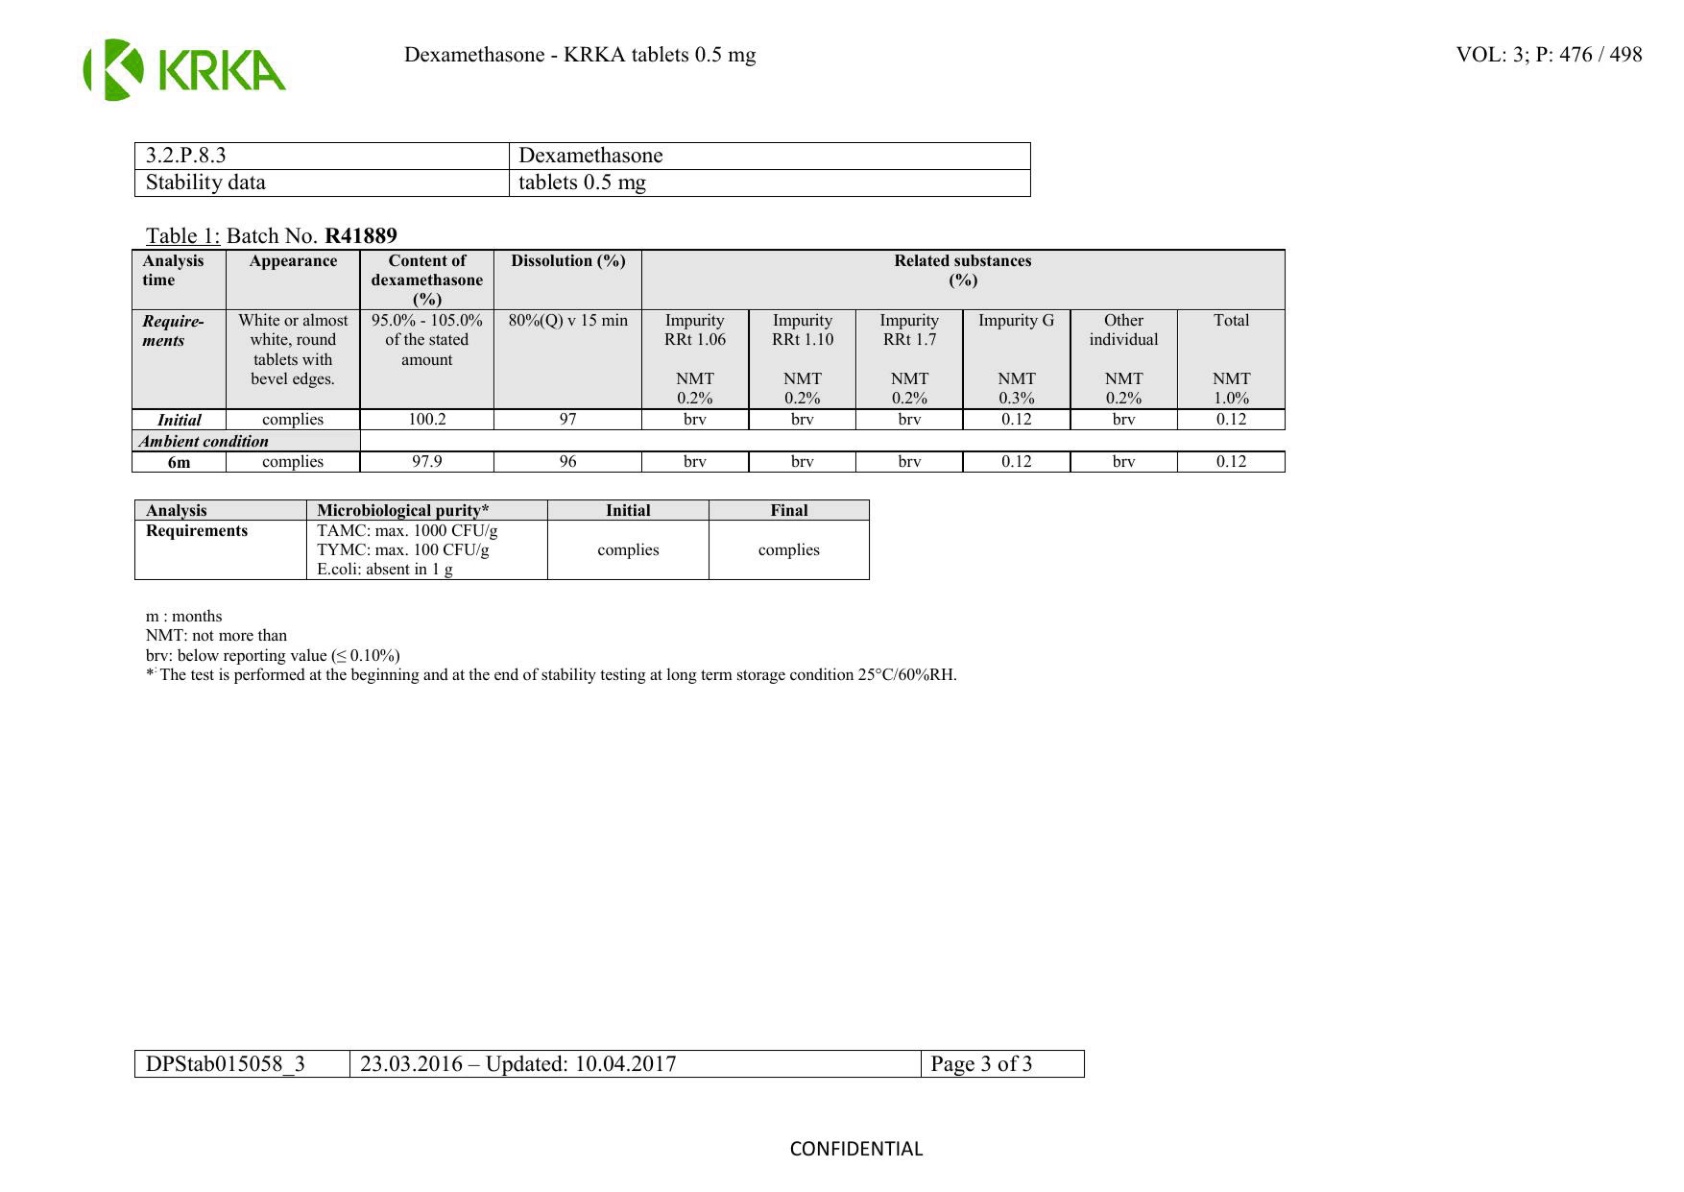 KRKA
Dexamethasone - KRKA tablets 0.5 mg
VOL: 3; P: 476 / 498
3.2.P.8.3 Dexamethasone
Stability data tablets 0.5 mg
Table 1: Batch No. R41889
Analysis time Appearance Content of dexamethasone (%) Dissolution (%) Related substances (%)
Require-ments White or almost white, round tablets with bevel edges. 95.0% - 105.0% of the stated amount 80%(Q) v 15 min Impurity RRt 1.06 NMT 0.2% Impurity RRt 1.10 NMT 0.2% Impurity RRt 1.7 NMT 0.2% Impurity G NMT 0.3% Other individual NMT 0.2% Total NMT 1.0%
Initial complies 100.2 97 brv brv brv 0.12 brv 0.12
Ambient condition
6m complies 97.9 96 brv brv brv 0.12 brv 0.12
Analysis Microbiological purity* Initial Final
Requirements TAMC: max. 1000 CFU/g
TYMC: max. 100 CFU/g complies complies
E.coli: absent in 1 g
m : months
NMT: not more than
brv: below reporting value (≤ 0.10%)
*: The test is performed at the beginning and at the end of stability testing at long term storage condition 25°C/60%RH.
DPStab015058_3 23.03.2016 – Updated: 10.04.2017 Page 3 of 3
CONFIDENTIAL